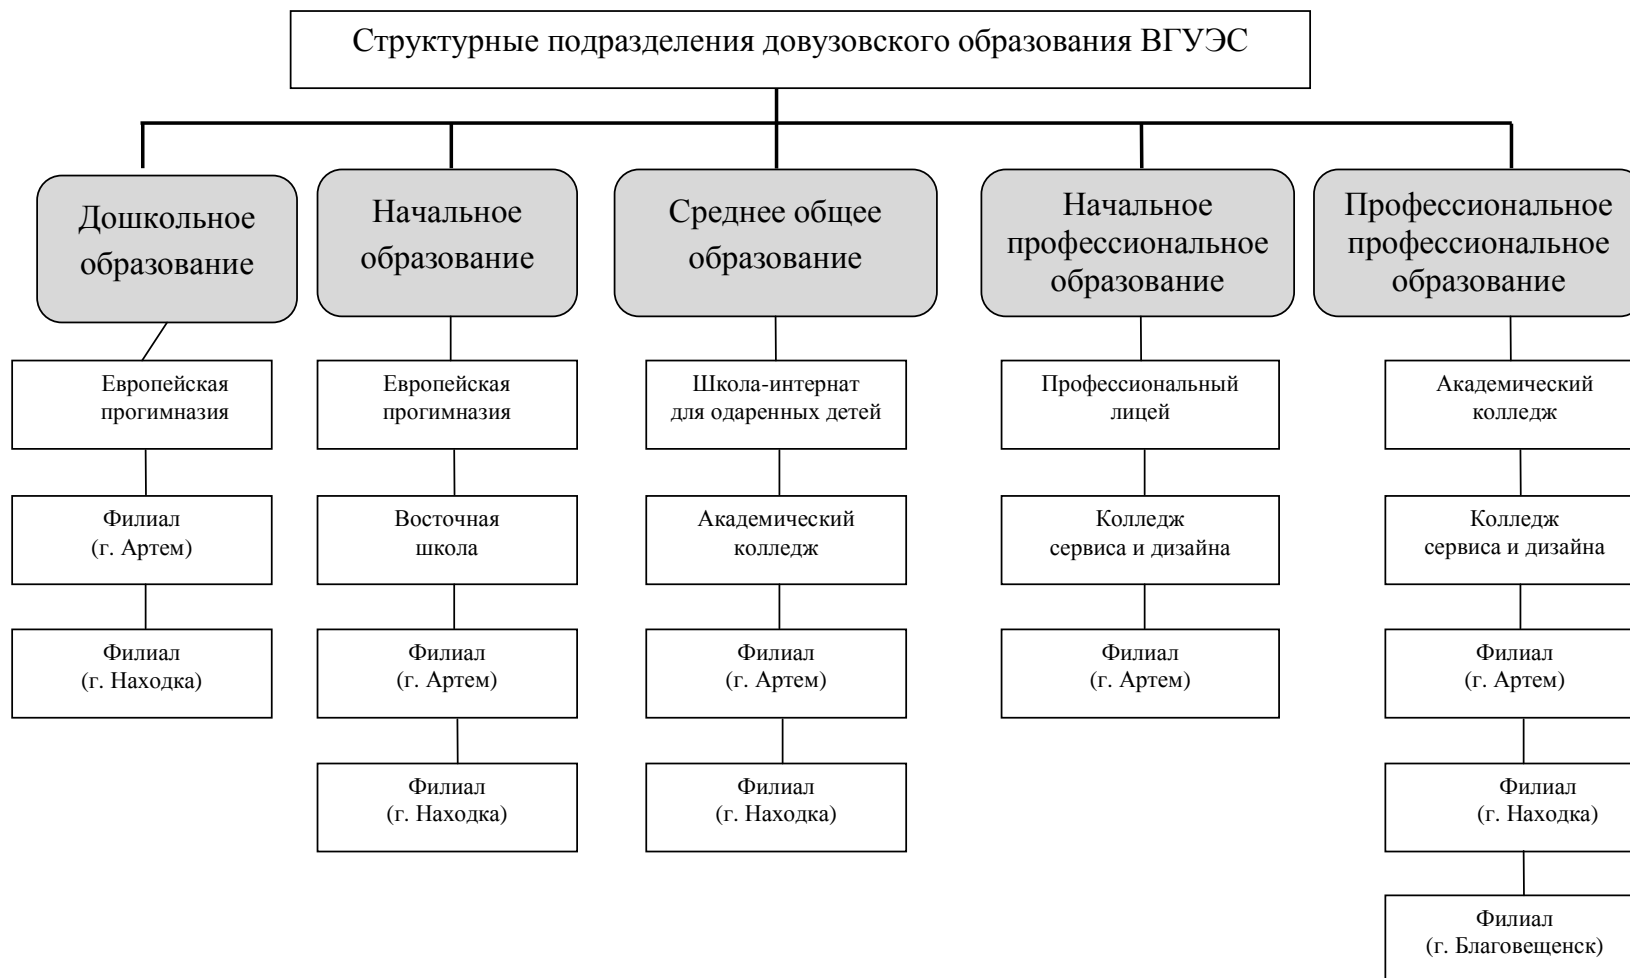 Структурные подразделения довузовского образования ВГУЭС
Дошкольное
образование
Начальное
образование
Среднее общее
образование
Начальное
профессиональное
образование
Профессиональное
профессиональное
образование
Европейская
прогимназия
Европейская
прогимназия
Школа-интернат
для одаренных детей
Профессиональный
лицей
Академический
колледж
Филиал
(г. Артем)
Восточная
школа
Академический
колледж
Колледж
сервиса и дизайна
Колледж
сервиса и дизайна
Филиал
(г. Находка)
Филиал
(г. Артем)
Филиал
(г. Артем)
Филиал
(г. Артем)
Филиал
(г. Артем)
Филиал
(г. Находка)
Филиал
(г. Находка)
Филиал
(г. Находка)
Филиал
(г. Благовещенск)